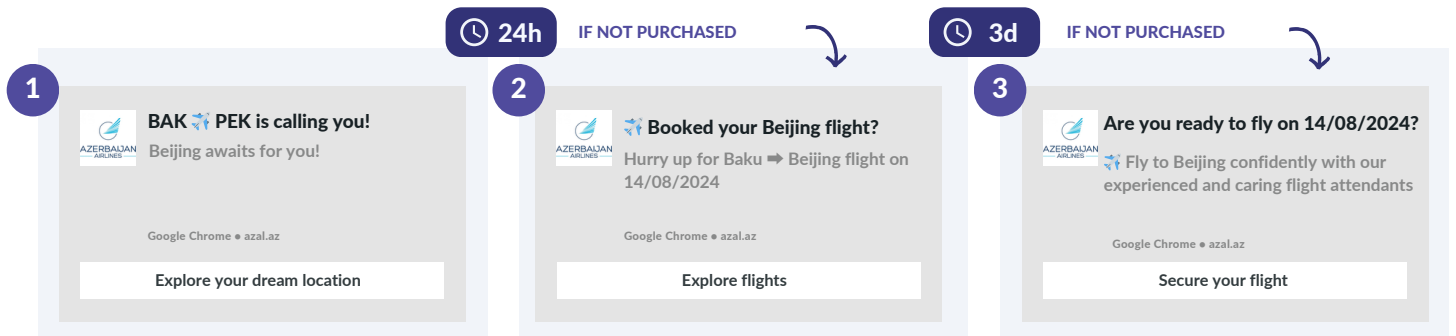 24h IF NOT PURCHASED
3d IF NOT PURCHASED
1
AZERBAIJAN
AIRLINES
BAK ✈️ PEK is calling you!
Beijing awaits for you!
Google Chrome ● azal.az
Explore your dream location
2
AZERBAIJAN
AIRLINES
✈️ Booked your Beijing flight?
Hurry up for Baku ➡ Beijing flight on
14/08/2024
Google Chrome ● azal.az
Explore flights
3
AZERBAIJAN
AIRLINES
Are you ready to fly on 14/08/2024?
✈️ Fly to Beijing confidently with our
experienced and caring flight attendants
Google Chrome ● azal.az
Secure your flight